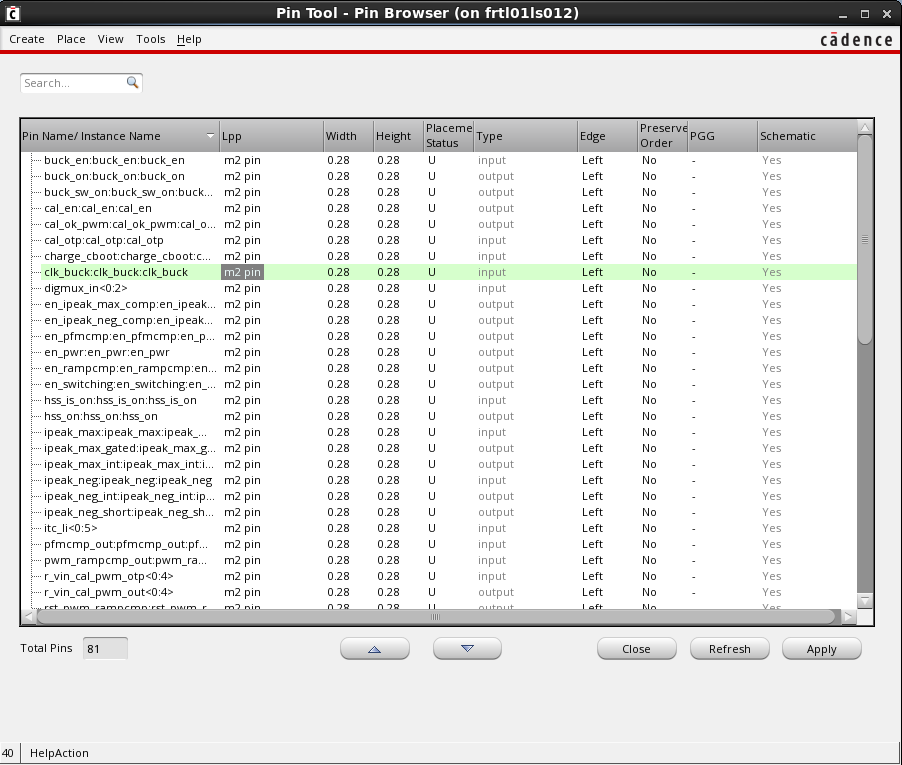 Pin Tool - Pin Browser (on frtl01ls012)
Create Place View Tools Help
cādence
Search...
Pin Name/ Instance Name Lpp Width Height Placeme Status Type Edge Preserve Order PGG Schematic
buck_en:buck_en:buck_en m2 pin 0.28 0.28 U input Left No - Yes
buck_on:buck_on:buck_on m2 pin 0.28 0.28 U output Left No - Yes
buck_sw_on:buck_sw_on:buck... m2 pin 0.28 0.28 U output Left No - Yes
cal_en:cal_en:cal_en m2 pin 0.28 0.28 U output Left No - Yes
cal_ok_pwm:cal_ok_pwm:cal_o... m2 pin 0.28 0.28 U output Left No - Yes
cal_otp:cal_otp:cal_otp m2 pin 0.28 0.28 U input Left No - Yes
charge_cboot:charge_cboot:c... m2 pin 0.28 0.28 U input Left No - Yes
clk_buck:clk_buck:clk_buck m2 pin 0.28 0.28 U input Left No - Yes
digmux_in<0:2> m2 pin 0.28 0.28 U input Left No - Yes
en_ipeak_max_comp:en_ipeak... m2 pin 0.28 0.28 U output Left No - Yes
en_ipeak_neg_comp:en_ipeak... m2 pin 0.28 0.28 U output Left No - Yes
en_pfmcmp:en_pfmcmp:en_p... m2 pin 0.28 0.28 U output Left No - Yes
en_pwr:en_pwr:en_pwr m2 pin 0.28 0.28 U output Left No - Yes
en_rampcmp:en_rampcmp:en... m2 pin 0.28 0.28 U output Left No - Yes
en_switching:en_switching:en_... m2 pin 0.28 0.28 U output Left No - Yes
hss_is_on:hss_is_on:hss_is_on m2 pin 0.28 0.28 U input Left No - Yes
hss_on:hss_on:hss_on m2 pin 0.28 0.28 U output Left No - Yes
ipeak_max:ipeak_max:ipeak_... m2 pin 0.28 0.28 U input Left No - Yes
ipeak_max_gated:ipeak_max_g... m2 pin 0.28 0.28 U output Left No - Yes
ipeak_max_int:ipeak_max_int:i... m2 pin 0.28 0.28 U output Left No - Yes
ipeak_neg:ipeak_neg:ipeak_neg m2 pin 0.28 0.28 U input Left No - Yes
ipeak_neg_int:ipeak_neg_int:ip... m2 pin 0.28 0.28 U output Left No - Yes
ipeak_neg_short:ipeak_neg_sh... m2 pin 0.28 0.28 U output Left No - Yes
itc_li<0:5> m2 pin 0.28 0.28 U input Left No - Yes
pfmcmp_out:pfmcmp_out:pf... m2 pin 0.28 0.28 U input Left No - Yes
pwm_rampcmp_out:pwm_ra... m2 pin 0.28 0.28 U input Left No - Yes
r_vin_cal_pwm_otp<0:4> m2 pin 0.28 0.28 U input Left No - Yes
r_vin_cal_pwm_out<0:4> m2 pin 0.28 0.28 U output Left No - Yes
rst_pwm_rampcmp:rst_pwm_r... m2 pin 0.28 0.28 U output Left No - Yes
Total Pins 81 Close Refresh Apply
40 HelpAction